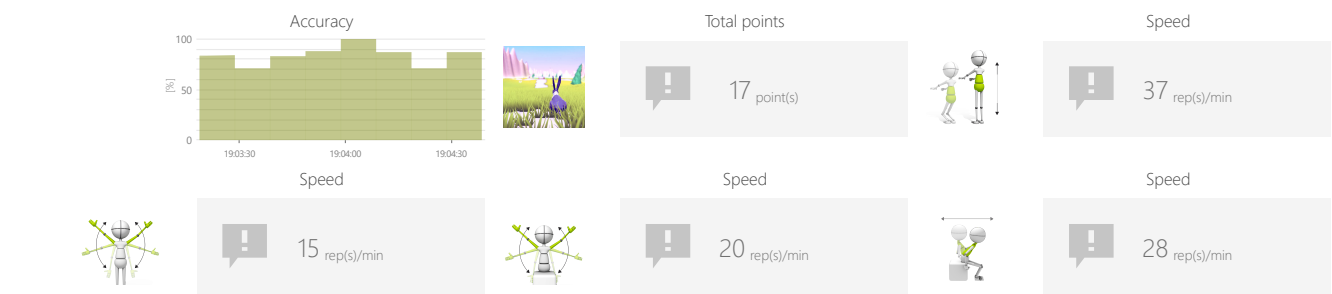 Accuracy
100
[%]
50
0
19:03:30 19:04:00 19:04:30
Total points
17 point(s)
Speed
37 rep(s)/min
Speed
15 rep(s)/min
Speed
20 rep(s)/min
Speed
28 rep(s)/min